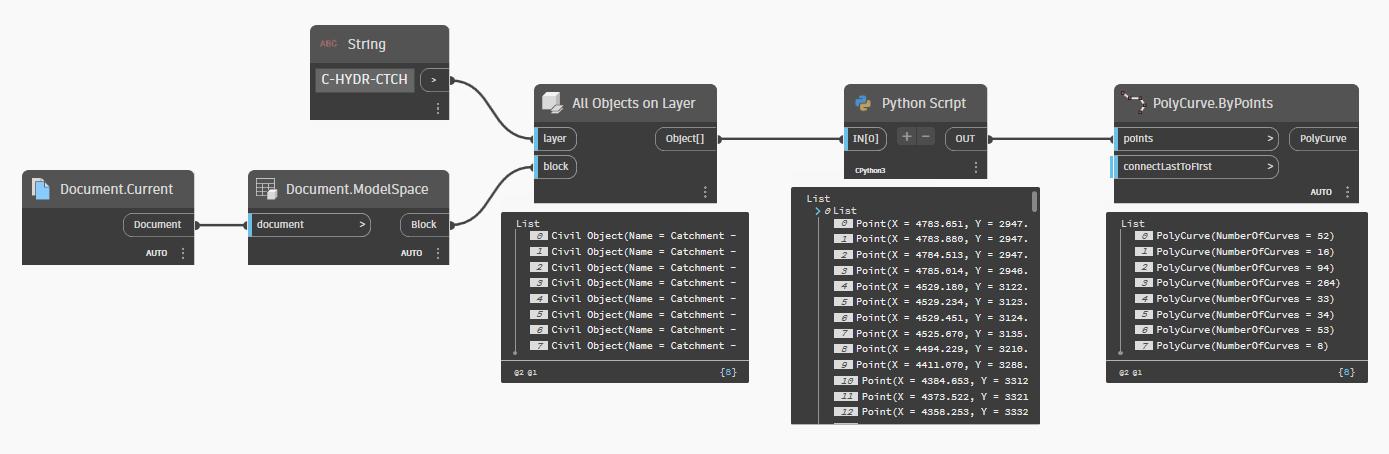 ABC String
C-HYDR-CTCH >
Document.Current
Document
AUTO
Document.ModelSpace
document > Block
AUTO
All Objects on Layer
layer Object[]
block
List
0 Civil Object(Name = Catchment -
1 Civil Object(Name = Catchment -
2 Civil Object(Name = Catchment -
3 Civil Object(Name = Catchment -
4 Civil Object(Name = Catchment -
5 Civil Object(Name = Catchment -
6 Civil Object(Name = Catchment -
7 Civil Object(Name = Catchment -
@2 @1 {8}
Python Script
IN[0] + - OUT
CPython3
List
0 List
0 Point(X = 4783.651, Y = 2947.
1 Point(X = 4783.880, Y = 2947.
2 Point(X = 4784.513, Y = 2947.
3 Point(X = 4785.014, Y = 2946.
4 Point(X = 4529.180, Y = 3122.
5 Point(X = 4529.234, Y = 3123.
6 Point(X = 4529.451, Y = 3124.
7 Point(X = 4525.670, Y = 3135.
8 Point(X = 4494.229, Y = 3210.
9 Point(X = 4411.070, Y = 3288.
10 Point(X = 4384.653, Y = 3312
11 Point(X = 4373.522, Y = 3321
12 Point(X = 4358.253, Y = 3332
PolyCurve.ByPoints
points > PolyCurve
connectLastToFirst >
AUTO
List
0 PolyCurve(NumberOfCurves = 52)
1 PolyCurve(NumberOfCurves = 16)
2 PolyCurve(NumberOfCurves = 94)
3 PolyCurve(NumberOfCurves = 264)
4 PolyCurve(NumberOfCurves = 33)
5 PolyCurve(NumberOfCurves = 34)
6 PolyCurve(NumberOfCurves = 53)
7 PolyCurve(NumberOfCurves = 8)
@2 @1 {8}